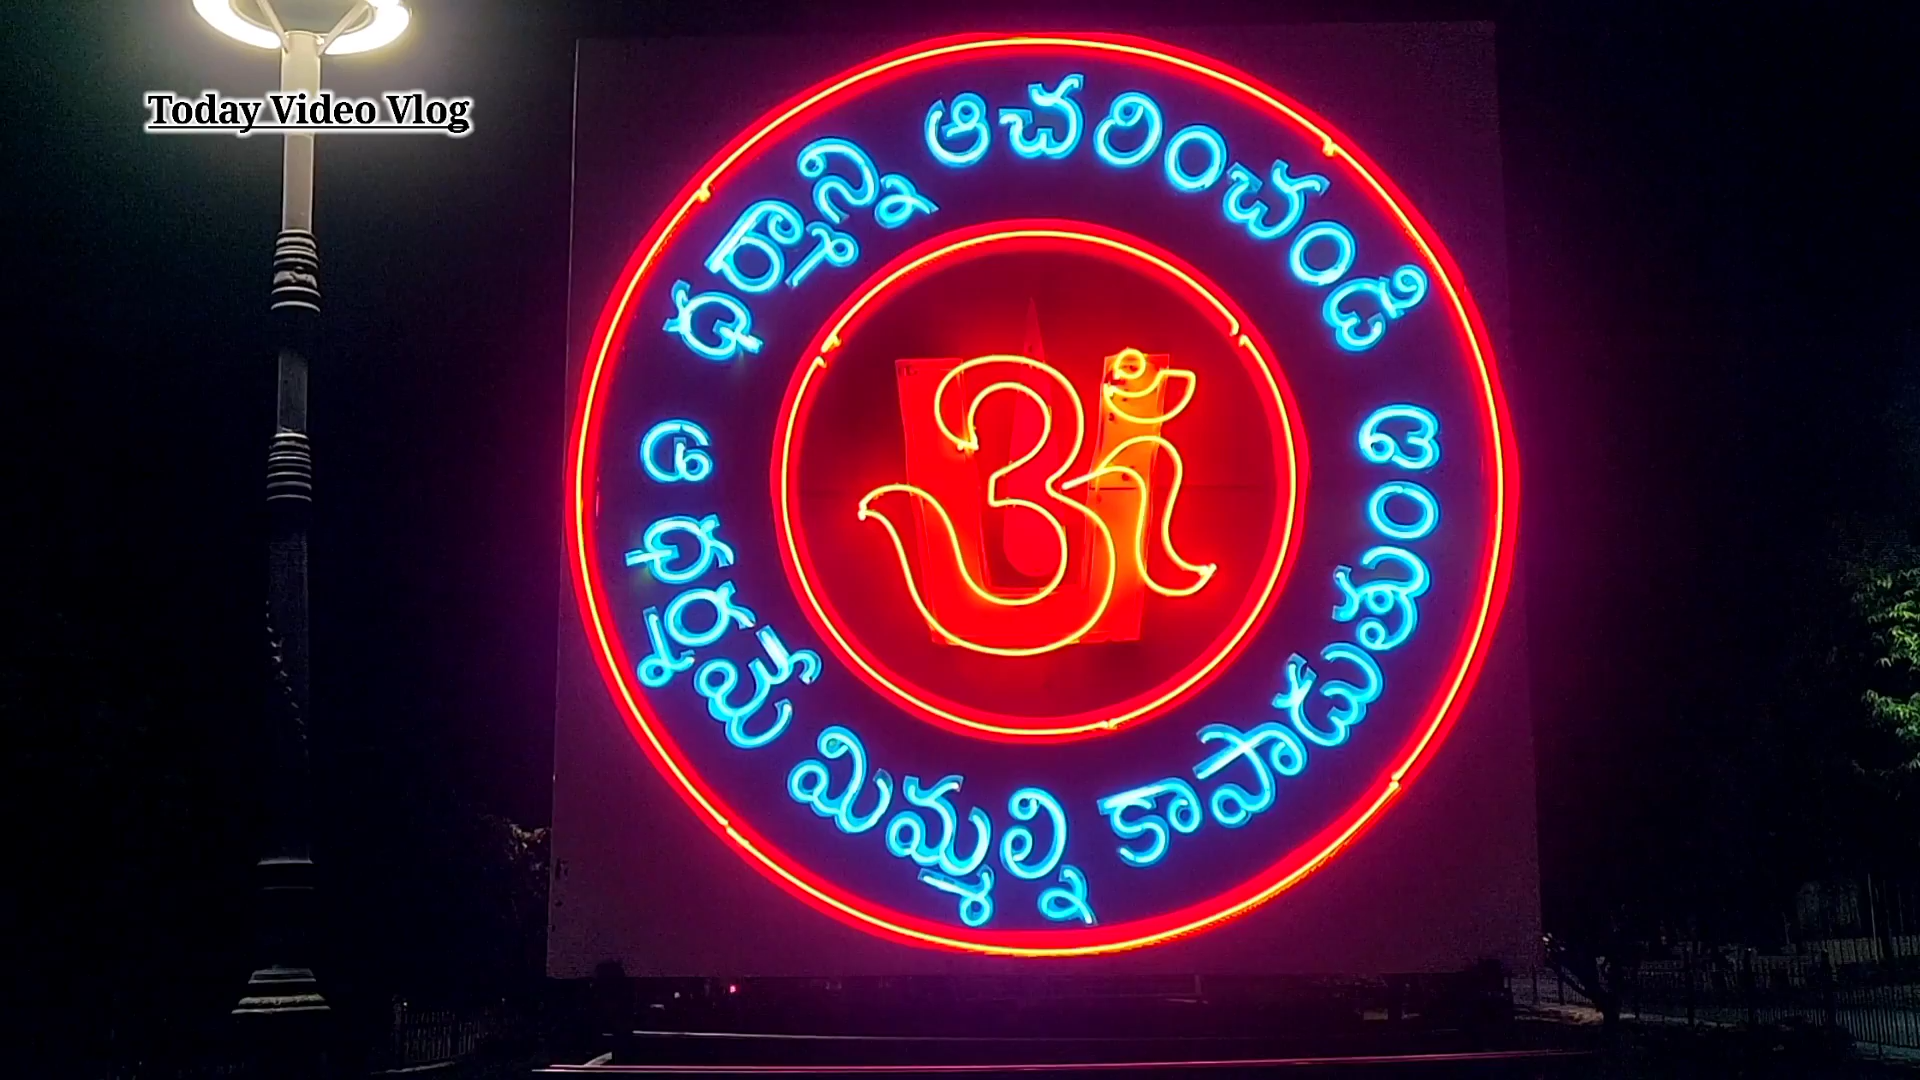 Today Video Vlog
ధర్మాన్ని ఆచరించండి
ఆ ధర్మమే మిమ్మల్ని కాపాడుతుంది
ఓం